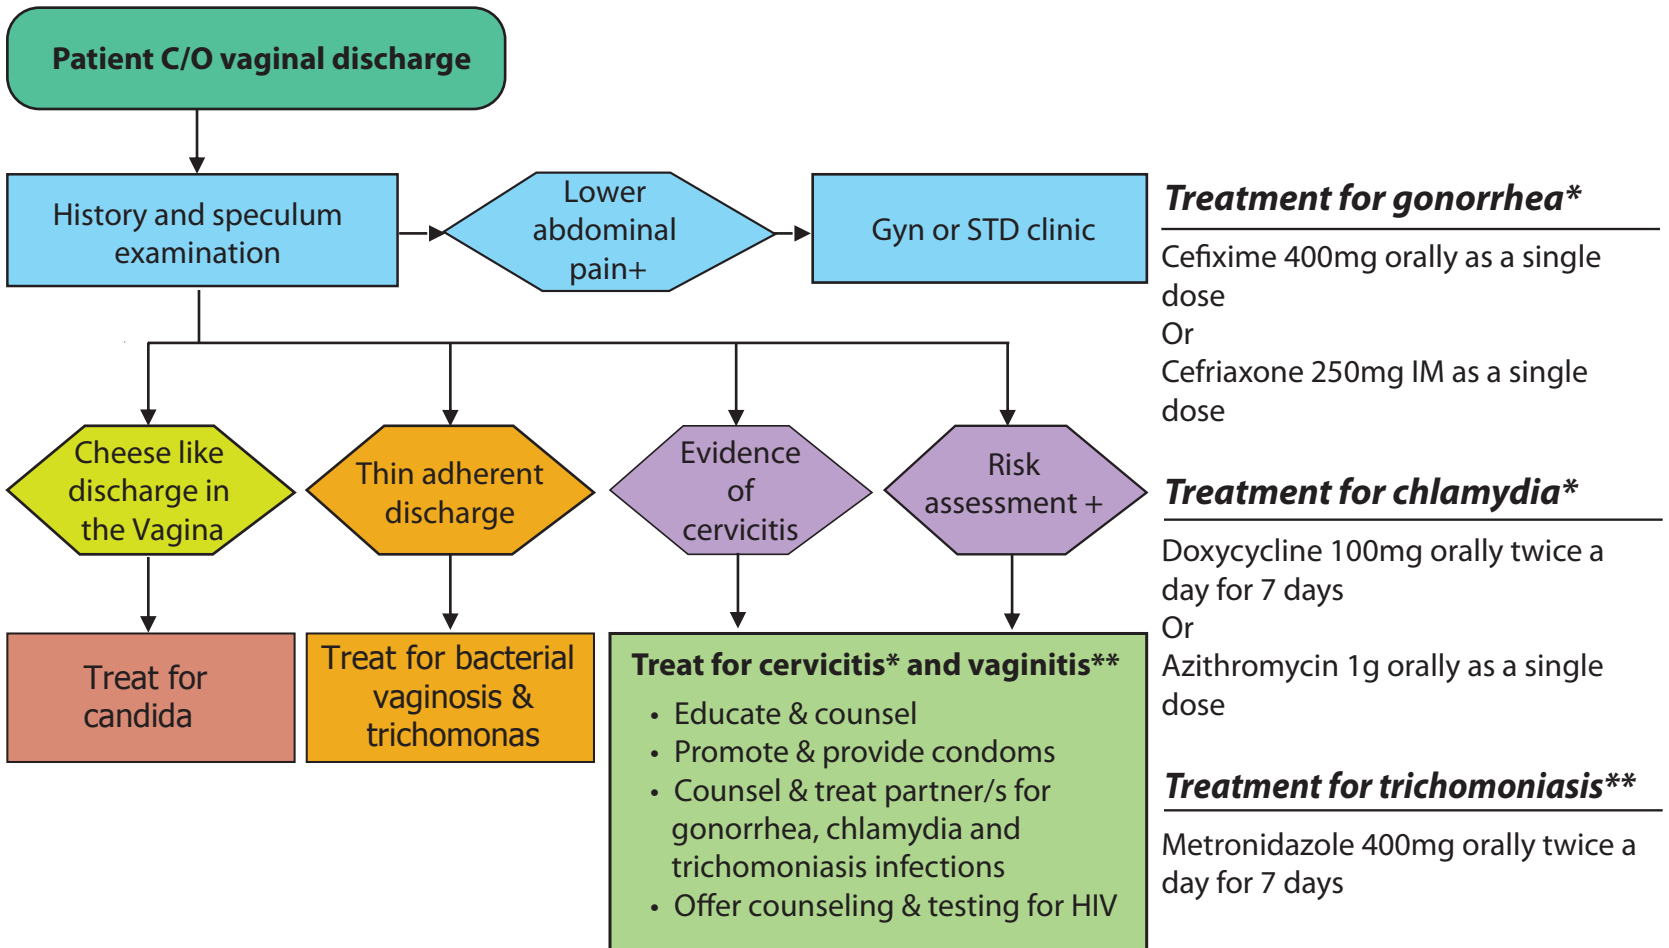 Patient C/O vaginal discharge
History and speculum
examination
Lower
abdominal
pain+
Gyn or STD clinic
Cheese like
discharge in
the Vagina
Thin adherent
discharge
Evidence
of
cervicitis
Risk
assessment +
Treat for
candida
Treat for bacterial
vaginosis &
trichomonas
Treat for cervicitis* and vaginitis**
• Educate & counsel
• Promote & provide condoms
• Counsel & treat partner/s for
gonorrhea, chlamydia and
trichomoniasis infections
• Offer counseling & testing for HIV
Treatment for gonorrhea*
Cefixime 400mg orally as a single
dose
Or
Cefriaxone 250mg IM as a single
dose
Treatment for chlamydia*
Doxycycline 100mg orally twice a
day for 7 days
Or
Azithromycin 1g orally as a single
dose
Treatment for trichomoniasis**
Metronidazole 400mg orally twice a
day for 7 days